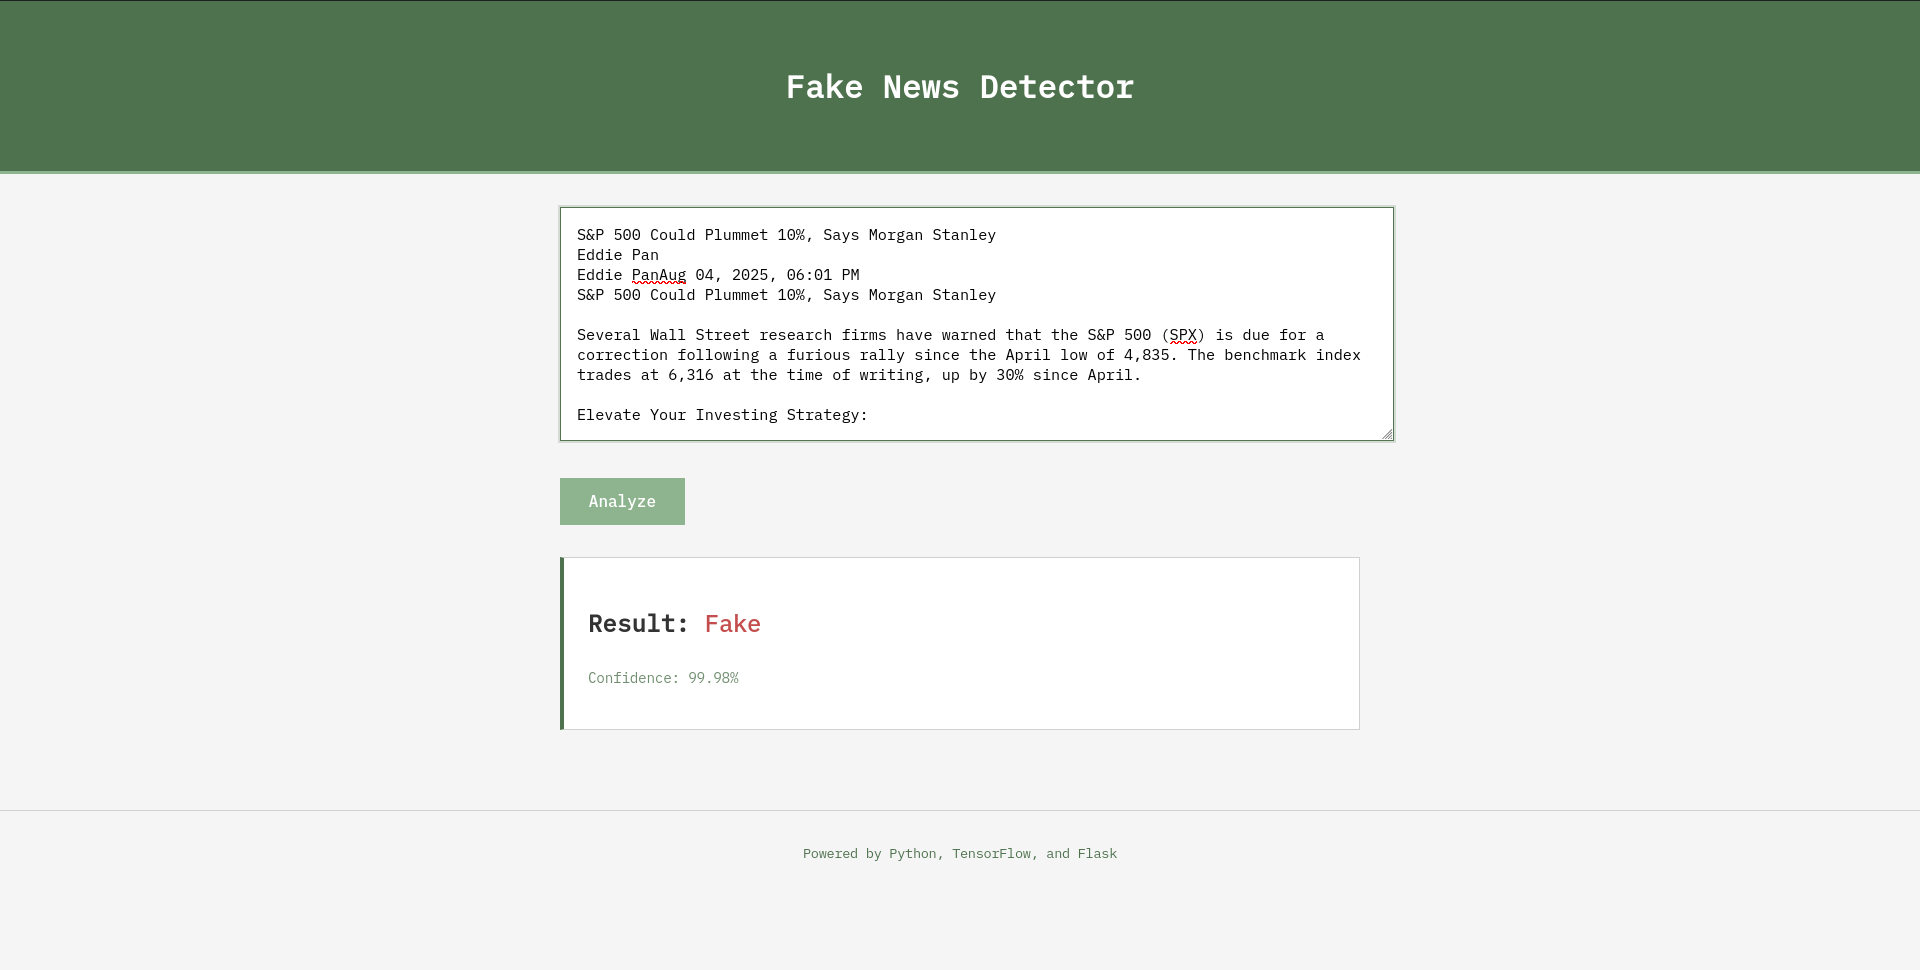 Fake News Detector
S&P 500 Could Plummet 10%, Says Morgan Stanley
Eddie Pan
Eddie PanAug 04, 2025, 06:01 PM
S&P 500 Could Plummet 10%, Says Morgan Stanley
Several Wall Street research firms have warned that the S&P 500 (SPX) is due for a
correction following a furious rally since the April low of 4,835. The benchmark index
trades at 6,316 at the time of writing, up by 30% since April.
Elevate Your Investing Strategy:
Analyze
Result: Fake
Confidence: 99.98%
Powered by Python, TensorFlow, and Flask